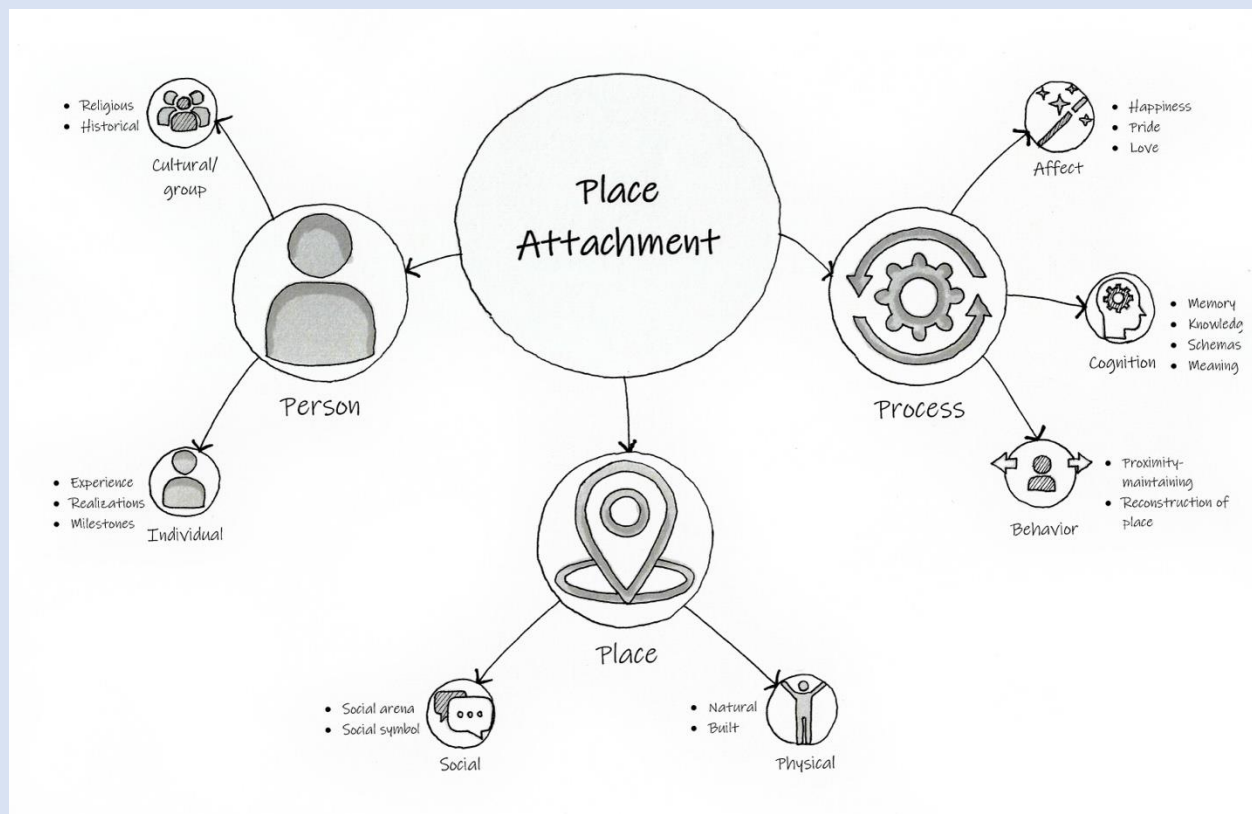 Place
Attachment
• Religious
• Historical
Cultural/
group
Person
• Experience
• Realizations
• Milestones
Individual
Place
• Social arena
• Social symbol
Social
• Natural
• Built
Physical
Process
Affect
• Happiness
• Pride
• Love
Cognition
• Memory
• Knowledg
• Schemas
• Meaning
Behavior
• Proximity-
maintaining
• Reconstruction of
place